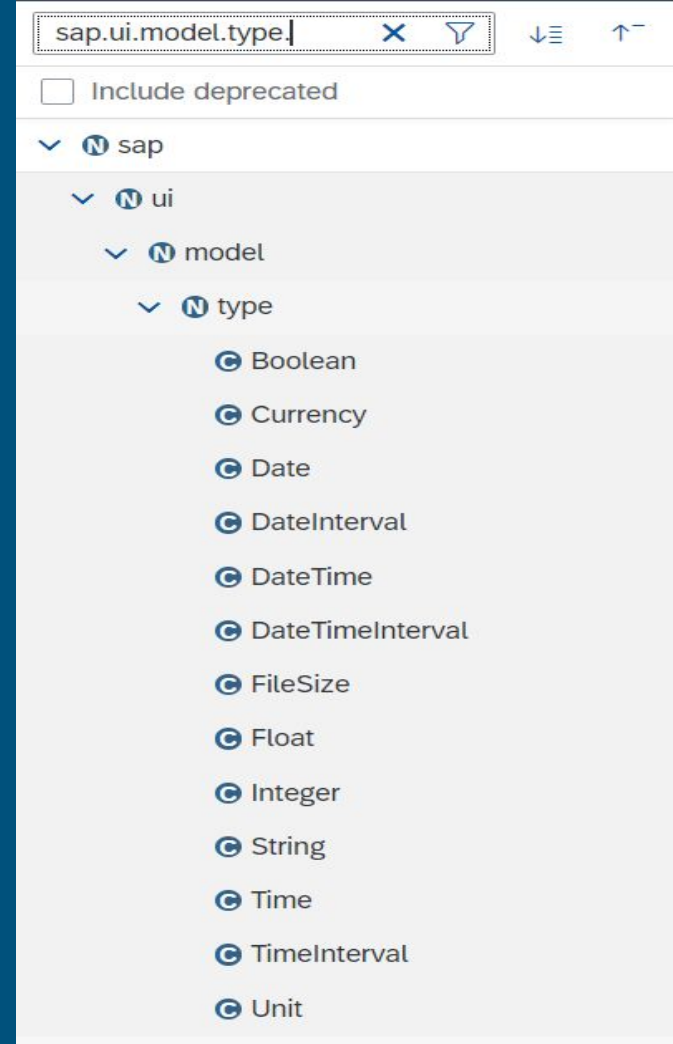 sap.ui.model.type.
Include deprecated
N sap
N ui
N model
N type
C Boolean
C Currency
C Date
C DateInterval
C DateTime
C DateTimeInterval
C FileSize
C Float
C Integer
C String
C Time
C TimeInterval
C Unit